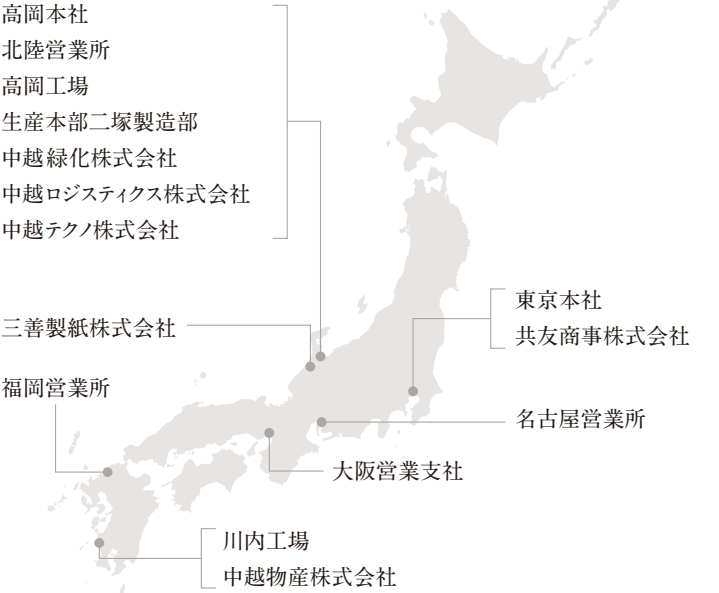 高岡本社
北陸営業所
高岡工場
生産本部二塚製造部
中越緑化株式会社
中越ロジスティクス株式会社
中越テクノ株式会社
三善製紙株式会社
福岡営業所
東京本社
共友商事株式会社
名古屋営業所
大阪営業支社
川内工場
中越物産株式会社